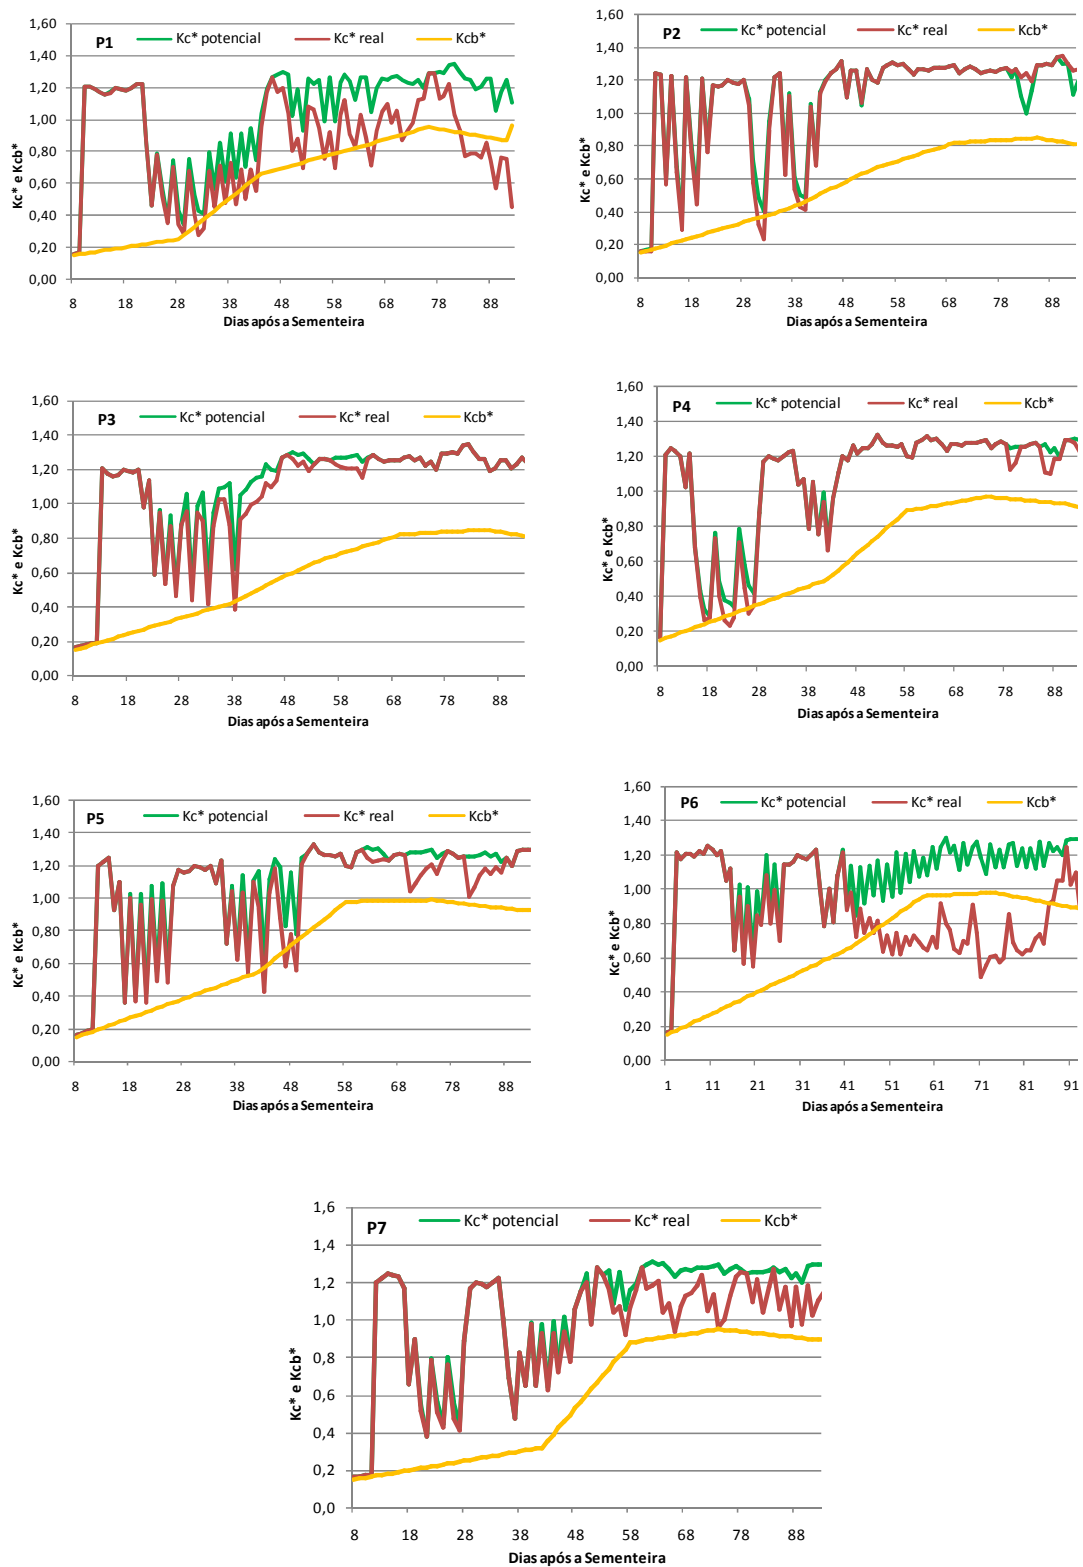 P1 Kc* potencial Kc* real Kcb*
1,60
1,40
1,20
1,00
0,80
0,60
0,40
0,20
0,00
Kc* e Kcb*
8 18 28 38 48 58 68 78 88
Dias após a Sementeira
P2 Kc* potencial Kc* real Kcb*
1,60
1,40
1,20
1,00
0,80
0,60
0,40
0,20
0,00
Kc* e Kcb*
8 18 28 38 48 58 68 78 88
Dias após a Sementeira
P3 Kc* potencial Kc* real Kcb*
1,60
1,40
1,20
1,00
0,80
0,60
0,40
0,20
0,00
Kc* e Kcb*
8 18 28 38 48 58 68 78 88
Dias após a Sementeira
P4 Kc* potencial Kc* real Kcb*
1,60
1,40
1,20
1,00
0,80
0,60
0,40
0,20
0,00
Kc* e Kcb*
8 18 28 38 48 58 68 78 88
Dias após a Sementeira
P5 Kc* potencial Kc* real Kcb*
1,60
1,40
1,20
1,00
0,80
0,60
0,40
0,20
0,00
Kc* e Kcb*
8 18 28 38 48 58 68 78 88
Dias após a Sementeira
P6 Kc* potencial Kc* real Kcb*
1,60
1,40
1,20
1,00
0,80
0,60
0,40
0,20
0,00
Kc* e Kcb*
1 11 21 31 41 51 61 71 81 91
Dias após a Sementeira
P7 Kc* potencial Kc* real Kcb*
1,6
1,4
1,2
1,0
0,8
0,6
0,4
0,2
0,0
Kc* e Kcb*
8 18 28 38 48 58 68 78 88
Dias após a Sementeira